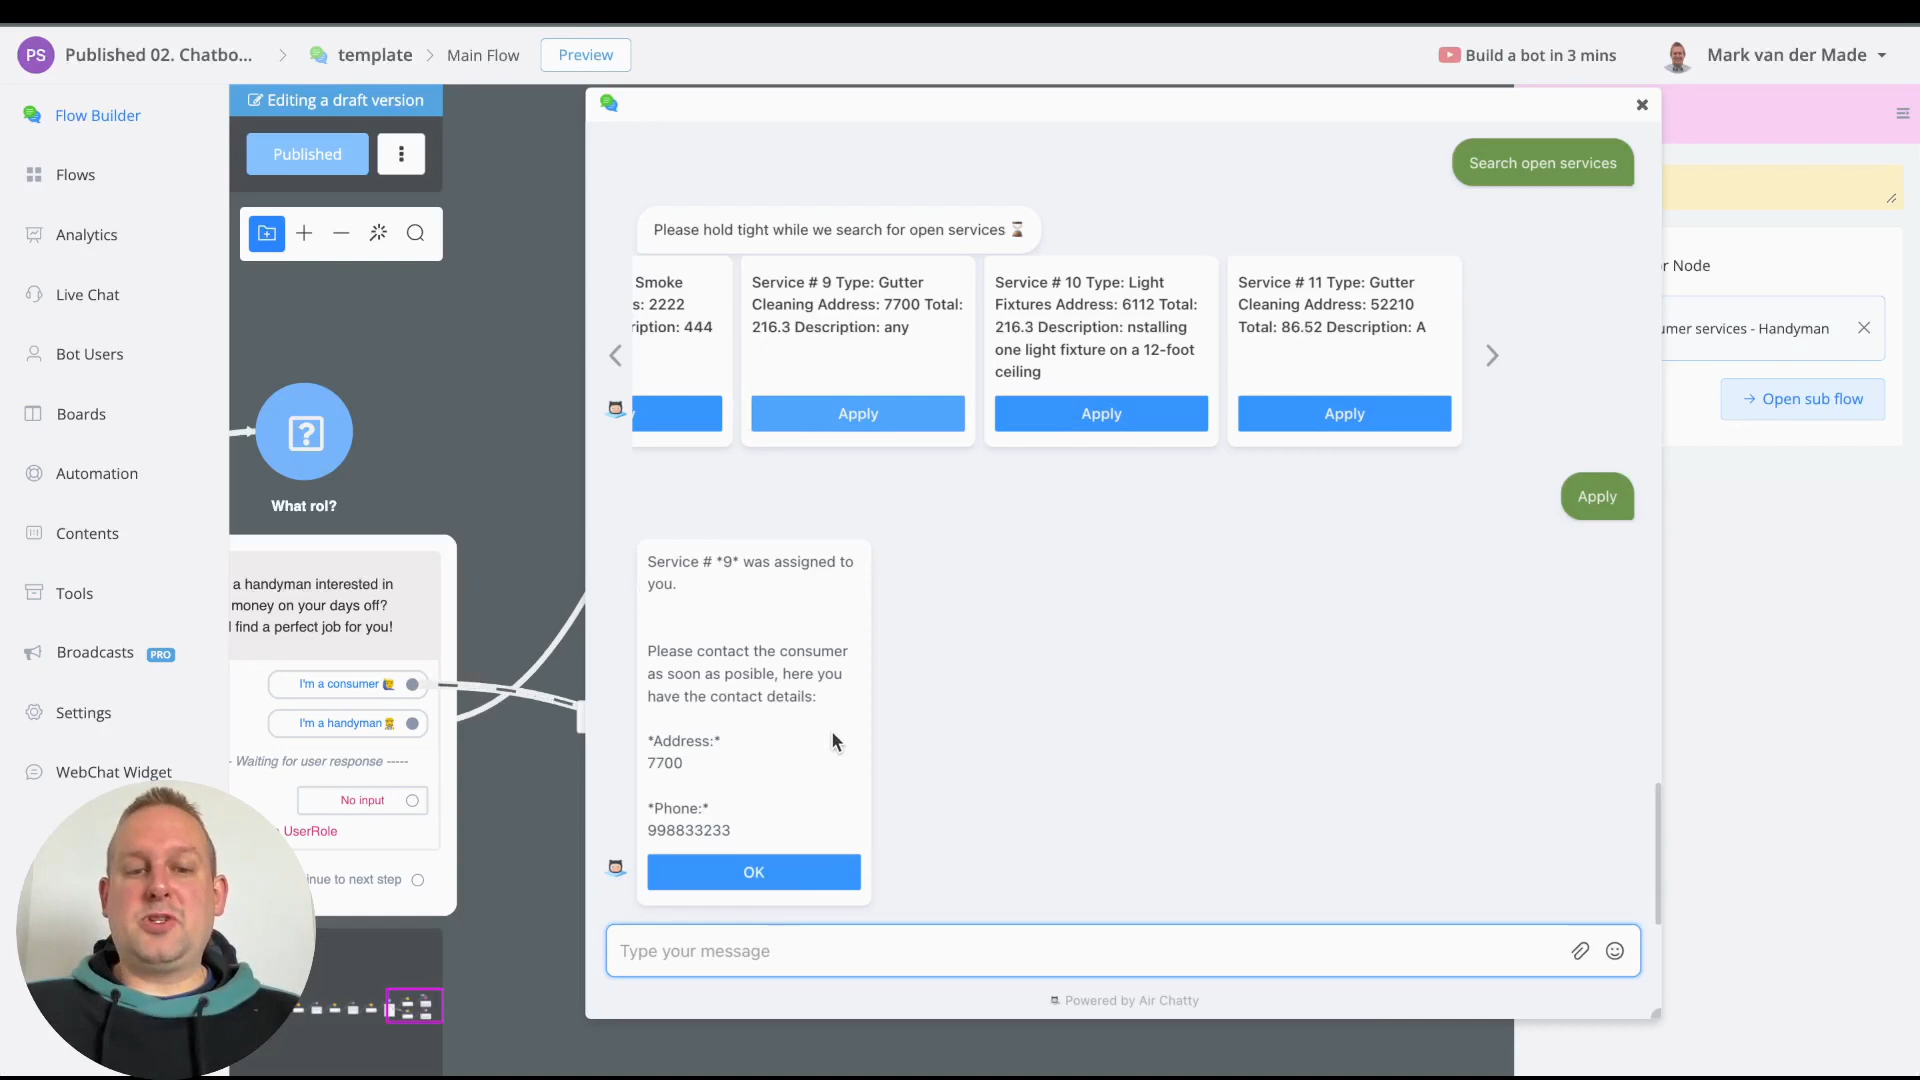 PS Published 02. Chatbo... template Main Flow Preview
Build a bot in 3 mins Mark van der Made
Flow Builder
Flows
Analytics
Live Chat
Bot Users
Boards
Automation
Contents
Tools
Broadcasts PRO
Settings
WebChat Widget
Editing a draft version
Published
What rol?
a handyman interested in
money on your days off?
find a perfect job for you!
I'm a consumer
I'm a handyman
- Waiting for user response -----
No input
UserRole
nue to next step
Search open services
Please hold tight while we search for open services ⌛
Smoke
s: 2222
ription: 444
y
Service # 9 Type: Gutter
Cleaning Address: 7700 Total:
216.3 Description: any
Apply
Service # 10 Type: Light
Fixtures Address: 6112 Total:
216.3 Description: nstalling
one light fixture on a 12-foot
ceiling
Apply
Service # 11 Type: Gutter
Cleaning Address: 52210
Total: 86.52 Description: A
Apply
Apply
Service # *9* was assigned to
you.
Please contact the consumer
as soon as posible, here you
have the contact details:
*Address:*
7700
*Phone:*
998833233
OK
Type your message
Powered by Air Chatty
r Node
umer services - Handyman
→ Open sub flow